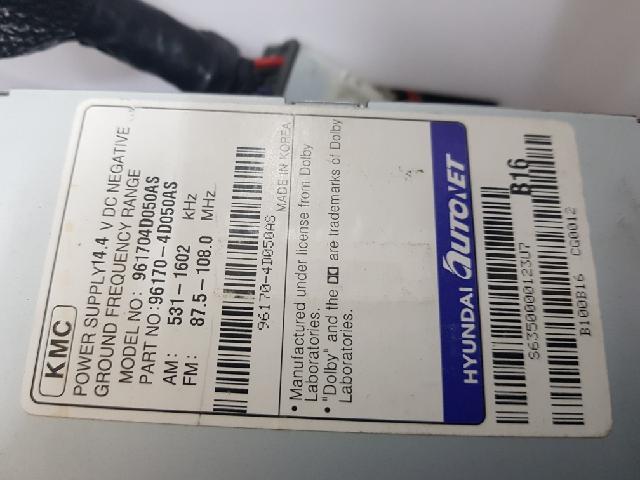 KMC
POWER SUPPLY14.4 V DC NEGATIVE
GROUND FREQUENCY RANGE
MODEL NO: 961704D050AS
PART NO:96170-4D050AS
AM: 531-1602 kHz
FM: 87.5-108.0 MHz
96170-4D050AS
MADE IN KOREA
• Manufactured under license from Dolby
Laboratories.
• "Dolby" and the DD are trademarks of Dolby
Laboratories.
HYUNDAI AUTONET
S6350000123U7
B16
B100B16 CG0012